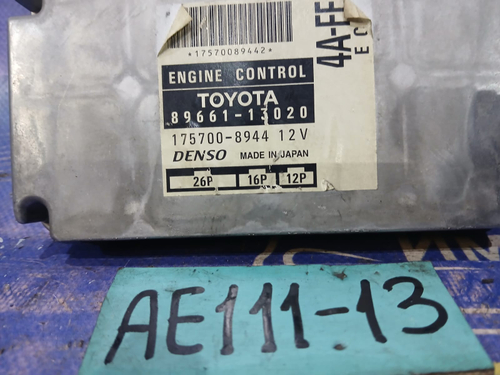 *17570089442*
ENGINE CONTROL
TOYOTA
89661-13020
175700-8944 12V
DENSO MADE IN JAPAN
26P 16P 12P
4A-FE
AE111-13